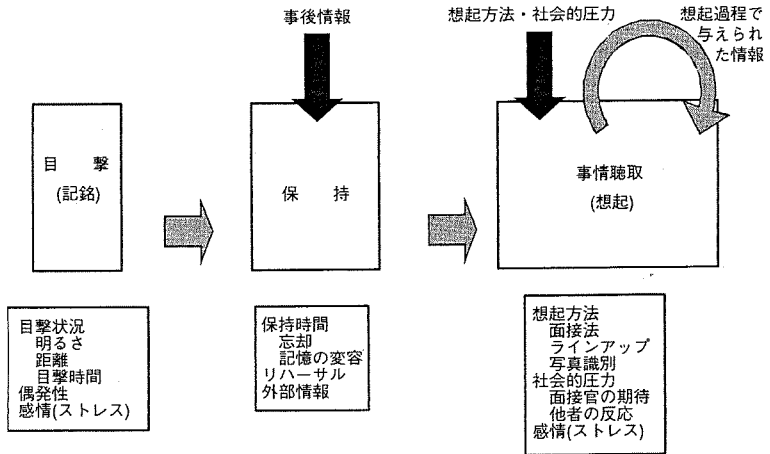 事後情報
想起方法・社会的圧力
想起過程で
与えられ
た情報
目 撃
(記銘)
保 持
事情聴取
(想起)
目撃状況
明るさ
距離
目撃時間
偶発性
感情(ストレス)
保持時間
忘却
記憶の変容
リハーサル
外部情報
想起方法
面接法
ラインアップ
写真識別
社会的圧力
面接官の期待
他者の反応
感情(ストレス)